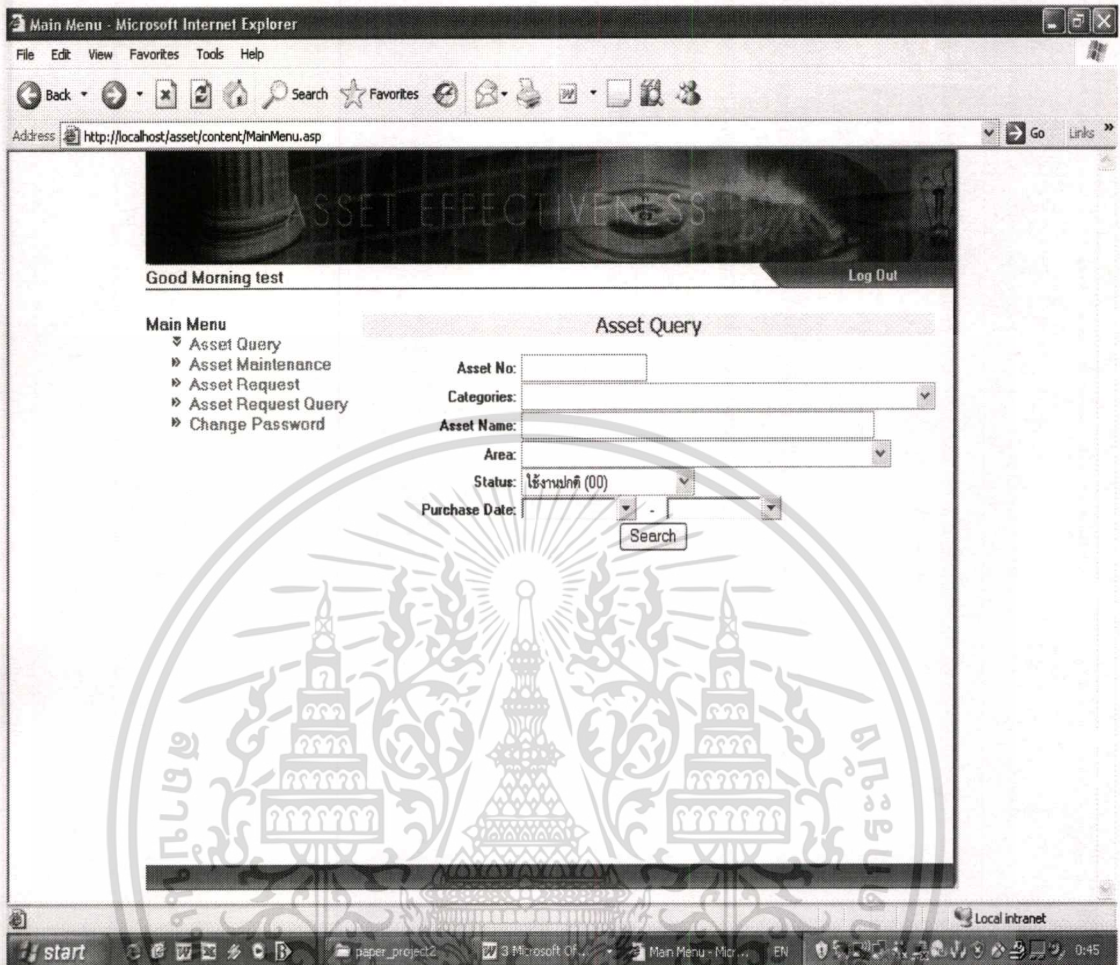 Main Menu - Microsoft Internet Explorer
File Edit View Favorites Tools Help
Back Search Favorites
Address http://localhost/asset/content/MainMenu.asp Go Links »
ASSET EFFECTIVENESS
Good Morning test Log Out
Main Menu
Asset Query
Asset Maintenance
Asset Request
Asset Request Query
Change Password
Asset Query
Asset No:
Categories:
Asset Name:
Area:
Status: ใช้งานปกติ (00)
Purchase Date: -
Search
Local intranet
start paper_project2 3 Microsoft Of... Main Menu - Micr... EN 0:45